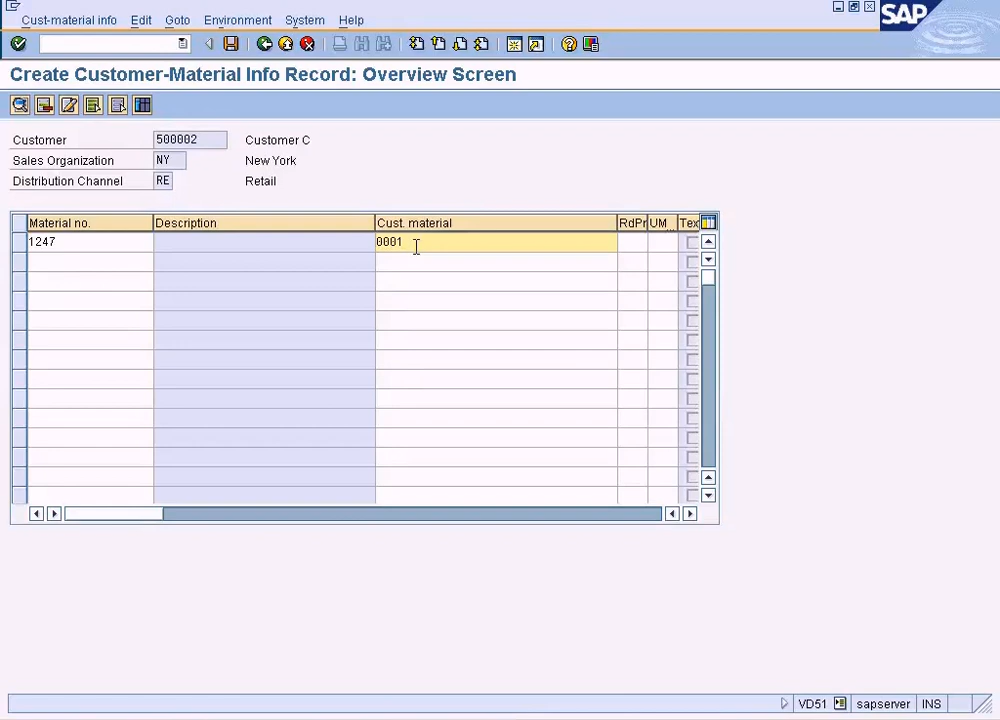 Cust-material info Edit Goto Environment System Help
SAP
Create Customer-Material Info Record: Overview Screen
Customer 500002 Customer C
Sales Organization NY New York
Distribution Channel RE Retail
Material no. Description Cust. material RdPr UM Tex
1247 0001
VD51 sapserver INS